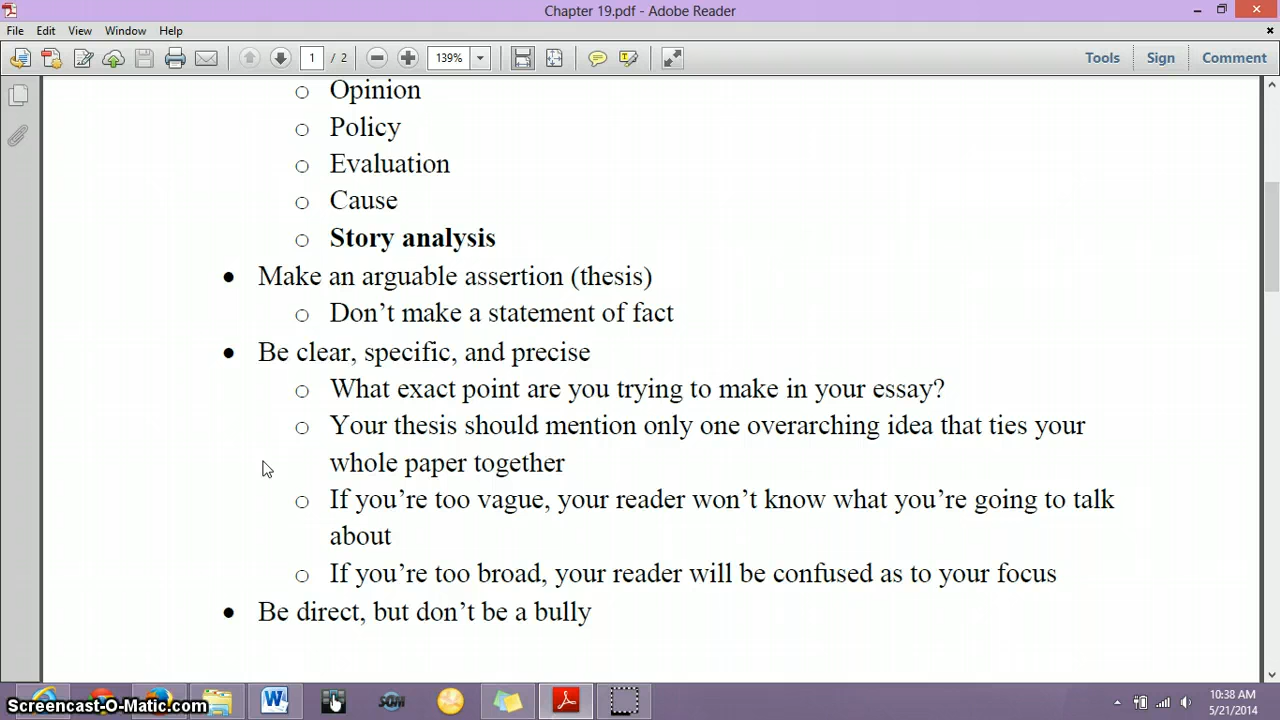 Chapter 19.pdf - Adobe Reader
File Edit View Window Help
1 / 2 139% Tools Sign Comment
○ Opinion
○ Policy
○ Evaluation
○ Cause
○ Story analysis
• Make an arguable assertion (thesis)
○ Don’t make a statement of fact
• Be clear, specific, and precise
○ What exact point are you trying to make in your essay?
○ Your thesis should mention only one overarching idea that ties your
whole paper together
○ If you’re too vague, your reader won’t know what you’re going to talk
about
○ If you’re too broad, your reader will be confused as to your focus
• Be direct, but don’t be a bully
Screencast-O-Matic.com
SOM
10:38 AM
5/21/2014